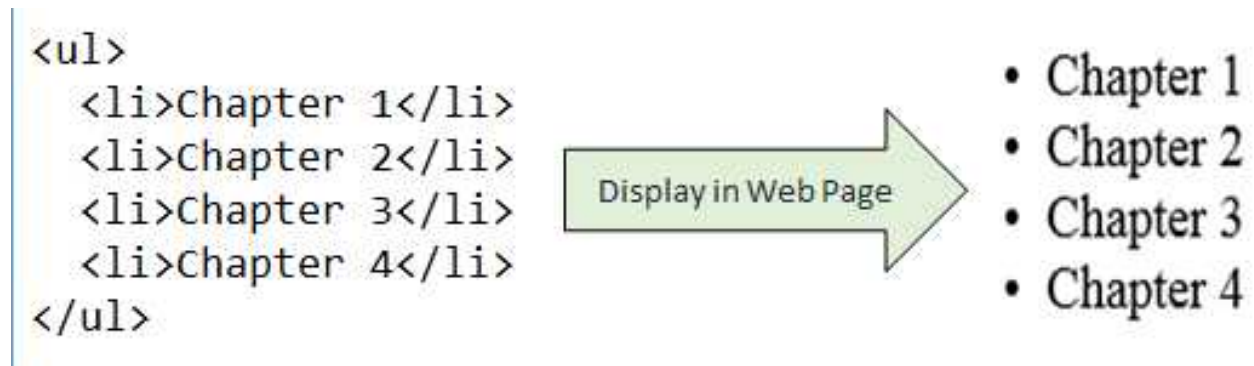 <ul>
  <li>Chapter 1</li>
  <li>Chapter 2</li>
  <li>Chapter 3</li>
  <li>Chapter 4</li>
</ul>
Display in Web Page
• Chapter 1
• Chapter 2
• Chapter 3
• Chapter 4